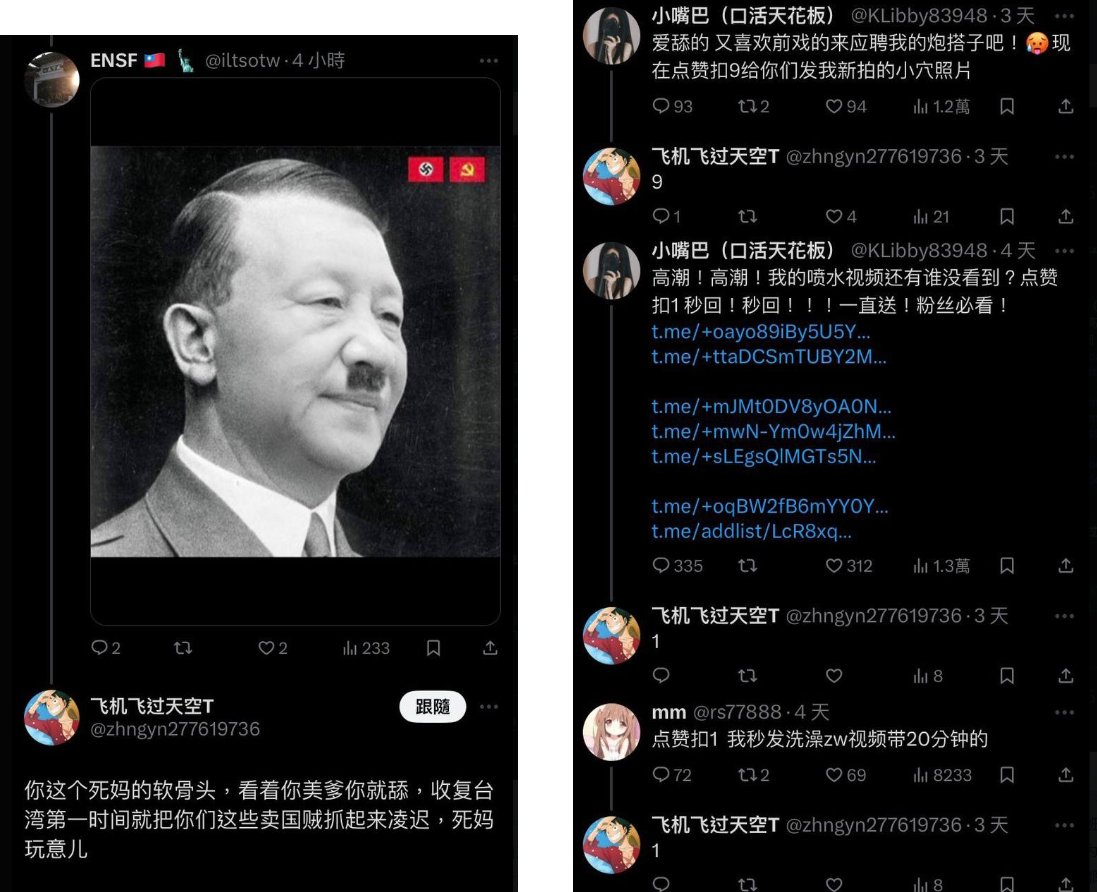 ENSF 🇹🇼 🗽 @iltsotw · 4 小時
2 2 233
飞机飞过天空T
@zhngyn277619736
跟隨
你这个死妈的软骨头，看着你美爹你就舔，收复台
湾第一时间就把你们这些卖国贼抓起来凌迟，死妈
玩意儿
小嘴巴（口活天花板） @KLibby83948 · 3 天
爱舔的 又喜欢前戏的来应聘我的炮搭子吧！🥵现
在点赞扣9给你们发我新拍的小穴照片
93 2 94 1.2萬
飞机飞过天空T @zhngyn277619736 · 3 天
9
1 4 21
小嘴巴（口活天花板） @KLibby83948 · 4 天
高潮！高潮！我的喷水视频还有谁没看到？点赞
扣1 秒回！秒回！！！一直送！粉丝必看！
t.me/+oayo89iBy5U5Y...
t.me/+ttaDCSmTUBY2M...
t.me/+mJMt0DV8yOA0N...
t.me/+mwN-Ym0w4jZhM...
t.me/+sLEgsQlMGTs5N...
t.me/+oqBW2fB6mYY0Y...
t.me/addlist/LcR8xq...
335 312 1.3萬
飞机飞过天空T @zhngyn277619736 · 3 天
1
8
mm @rs77888 · 4 天
点赞扣1 我秒发洗澡zw视频带20分钟的
72 2 69 8233
飞机飞过天空T @zhngyn277619736 · 3 天
1
8